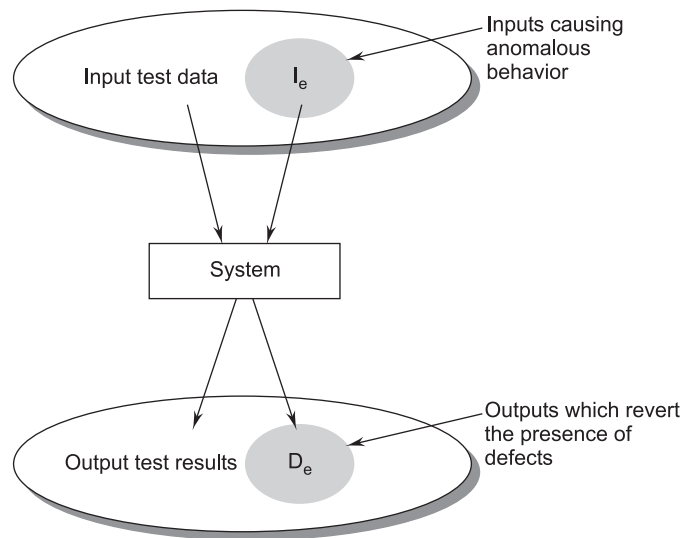 Inputs causing
anomalous
behavior
Input test data
Ie
System
Outputs which revert
the presence of
defects
Output test results
De